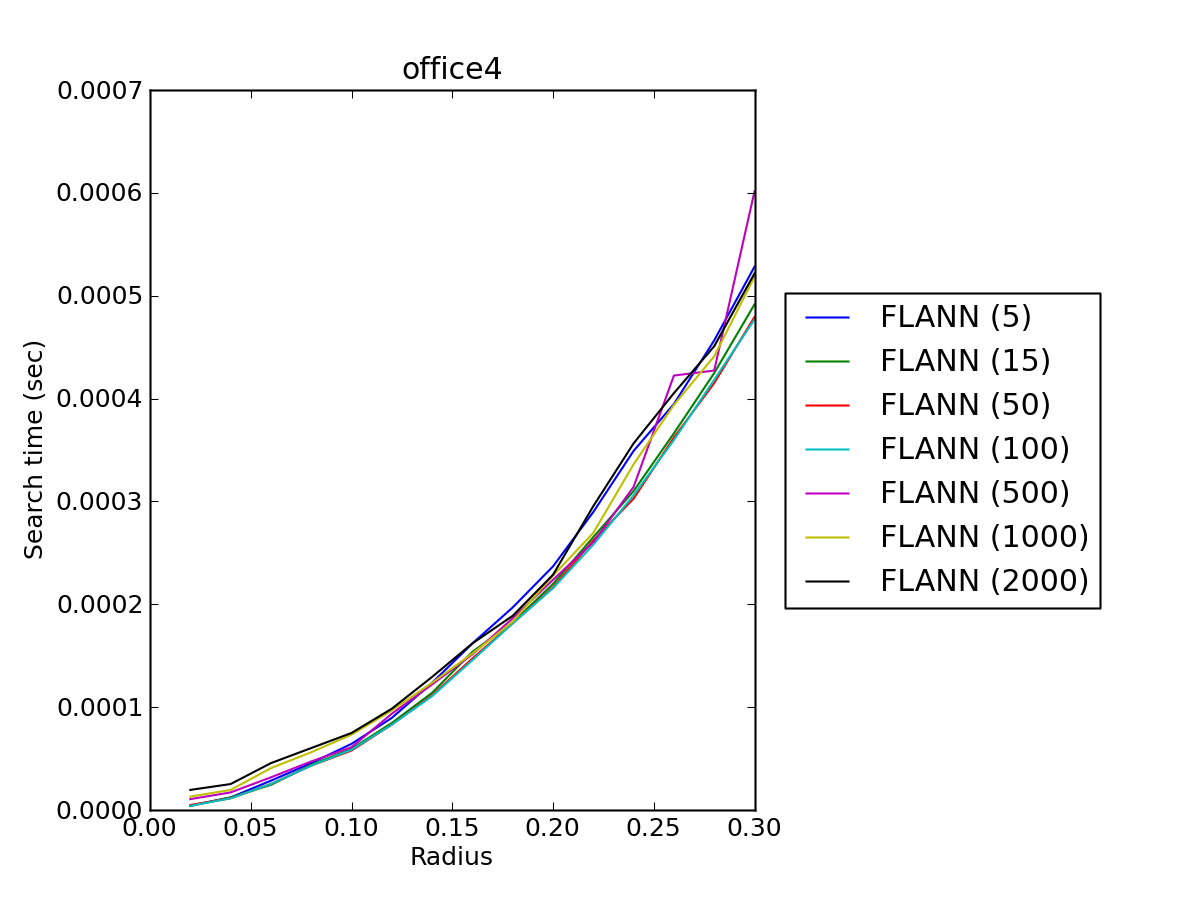 office4
0.0007
0.0006
0.0005
0.0004
0.0003
0.0002
0.0001
0.0000
Search time (sec)
0.00 0.05 0.10 0.15 0.20 0.25 0.30
Radius
FLANN (5)
FLANN (15)
FLANN (50)
FLANN (100)
FLANN (500)
FLANN (1000)
FLANN (2000)